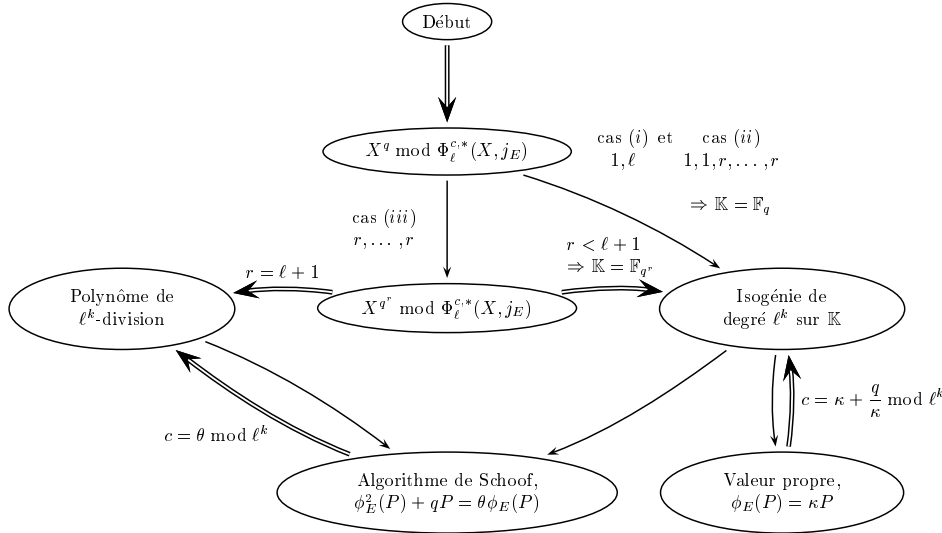 Début
X^q mod Φ_ℓ^{c,*}(X, j_E)
cas (i) et cas (ii)
1, ℓ 1, 1, r, . . . , r
⇒ 𝕂 = 𝔽_q
cas (iii)
r, . . . , r
r = ℓ + 1
r < ℓ + 1
⇒ 𝕂 = 𝔽_{q^r}
Polynôme de
ℓ^k-division
X^{q^r} mod Φ_ℓ^{c,*}(X, j_E)
Isogénie de
degré ℓ^k sur 𝕂
c = θ mod ℓ^k
c = κ + q/κ mod ℓ^k
Algorithme de Schoof,
ϕ_E^2(P) + qP = θϕ_E(P)
Valeur propre,
ϕ_E(P) = κP